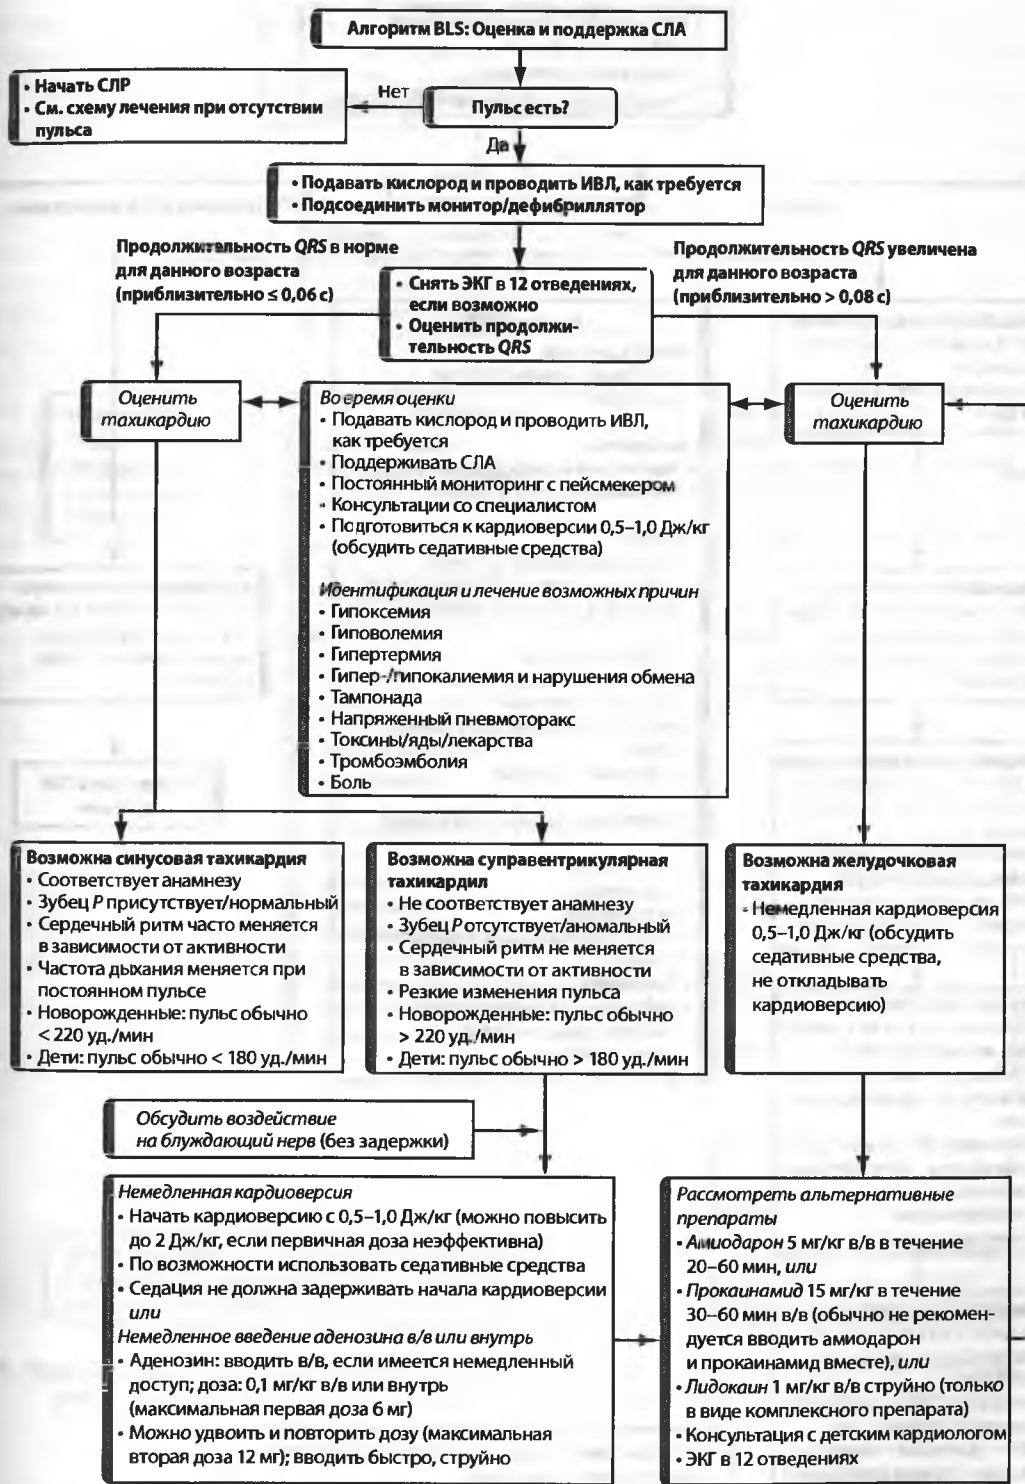 Алгоритм BLS: Оценка и поддержка СЛА
• Начать СЛР
• См. схему лечения при отсутствии
пульса
Нет
Пульс есть?
Да
• Подавать кислород и проводить ИВЛ, как требуется
• Подсоединить монитор/дефибриллятор
Продолжительность QRS в норме
для данного возраста
(приблизительно ≤ 0,06 с)
• Снять ЭКГ в 12 отведениях,
если возможно
• Оценить продолжи-
тельность QRS
Продолжительность QRS увеличена
для данного возраста
(приблизительно > 0,08 с)
Оценить
тахикардию
Во время оценки
• Подавать кислород и проводить ИВЛ,
как требуется
• Поддерживать СЛА
• Постоянный мониторинг с пейсмекером
• Консультации со специалистом
• Подготовиться к кардиоверсии 0,5–1,0 Дж/кг
(обсудить седативные средства)
Идентификация и лечение возможных причин
• Гипоксемия
• Гиповолемия
• Гипертермия
• Гипер-/гипокалиемия и нарушения обмена
• Тампонада
• Напряженный пневмоторакс
• Токсины/яды/лекарства
• Тромбоэмболия
• Боль
Оценить
тахикардию
Возможна синусовая тахикардия
• Соответствует анамнезу
• Зубец P присутствует/нормальный
• Сердечный ритм часто меняется
в зависимости от активности
• Частота дыхания меняется при
постоянном пульсе
• Новорожденные: пульс обычно
< 220 уд./мин
• Дети: пульс обычно < 180 уд./мин
Возможна суправентрикулярная
тахикардил
• Не соответствует анамнезу
• Зубец P отсутствует/аномальный
• Сердечный ритм не меняется
в зависимости от активности
• Резкие изменения пульса
• Новорожденные: пульс обычно
> 220 уд./мин
• Дети: пульс обычно > 180 уд./мин
Возможна желудочковая
тахикардия
• Немедленная кардиоверсия
0,5–1,0 Дж/кг (обсудить
седативные средства,
не откладывать
кардиоверсию)
Обсудить воздействие
на блуждающий нерв (без задержки)
Немедленная кардиоверсия
• Начать кардиоверсию с 0,5–1,0 Дж/кг (можно повысить
до 2 Дж/кг, если первичная доза неэффективна)
• По возможности использовать седативные средства
• Седация не должна задерживать начала кардиоверсии
или
Немедленное введение аденозина в/в или внутрь
• Аденозин: вводить в/в, если имеется немедленный
доступ; доза: 0,1 мг/кг в/в или внутрь
(максимальная первая доза 6 мг)
• Можно удвоить и повторить дозу (максимальная
вторая доза 12 мг); вводить быстро, струйно
Рассмотреть альтернативные
препараты
• Амиодарон 5 мг/кг в/в в течение
20–60 мин, или
• Прокаинамид 15 мг/кг в течение
30–60 мин в/в (обычно не рекомен-
дуется вводить амиодарон
и прокаинамид вместе), или
• Лидокаин 1 мг/кг в/в струйно (только
в виде комплексного препарата)
• Консультация с детским кардиологом
• ЭКГ в 12 отведениях